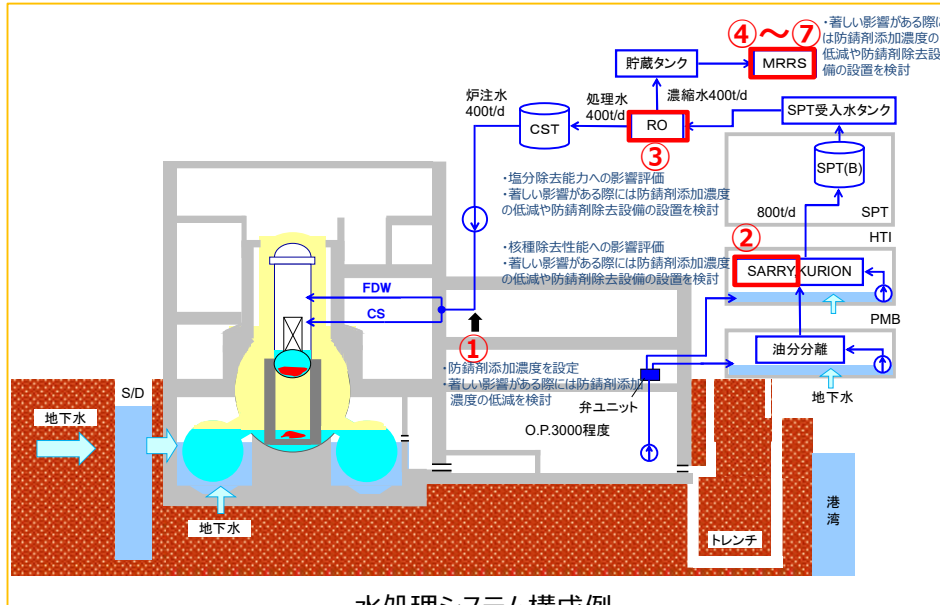 ④～⑦
・著しい影響がある際に
は防錆剤添加濃度の
低減や防錆剤除去設
備の設置を検討
貯蔵タンク
MRRS
炉注水
400t/d
処理水
400t/d
濃縮水400t/d
CST
RO
SPT受入水タンク
③
SPT(B)
・塩分除去能力への影響評価
・著しい影響がある際には防錆剤添加濃度
の低減や防錆剤除去設備の設置を検討
800t/d
SPT
②
HTI
・核種除去性能への影響評価
・著しい影響がある際には防錆剤添加濃度
の低減や防錆剤除去設備の設置を検討
SARRY/KURION
FDW
CS
PMB
①
油分分離
・防錆剤添加濃度を設定
・著しい影響がある際には防錆剤添加
濃度の低減を検討
弁ユニット
地下水
O.P.3000程度
S/D
地下水
地下水
トレンチ
港湾
水処理システム構成例